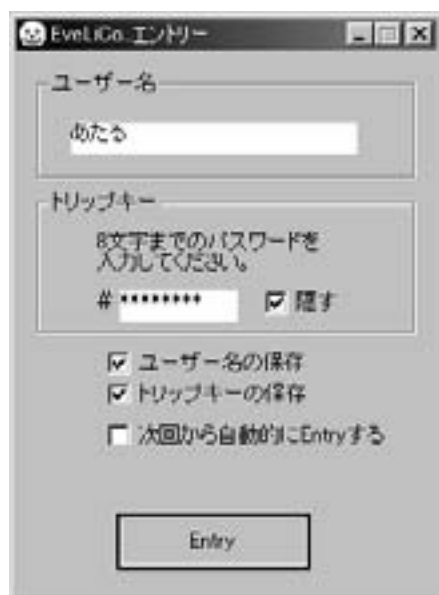 EveLiCo エントリー
ユーザー名
あたる
トリップキー
8文字までのパスワードを
入力してください。
# ********
隠す
ユーザー名の保存
トリップキーの保存
次回から自動的にEntryする
Entry